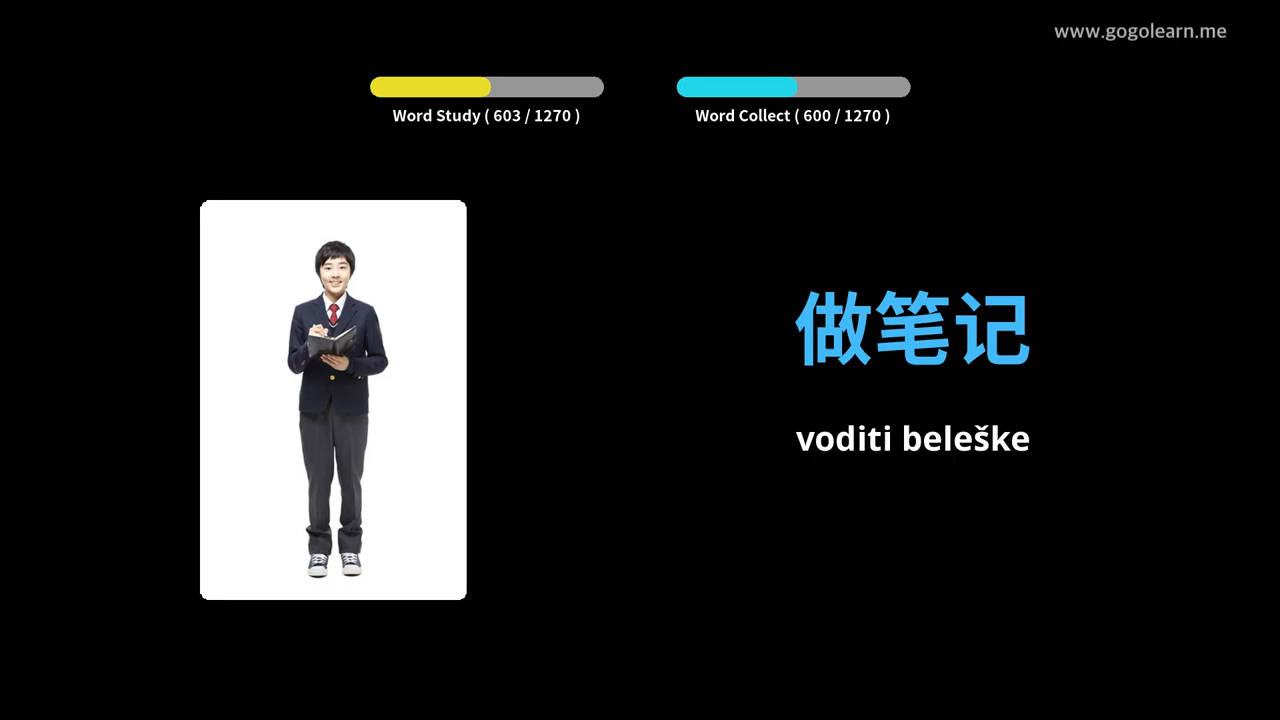 www.gogolearn.me
Word Study ( 603 / 1270 )
Word Collect ( 600 / 1270 )
做笔记
voditi beleške